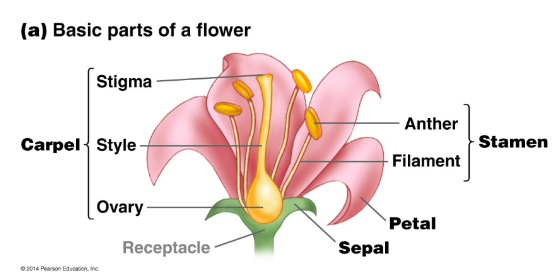 (a) Basic parts of a flower
Stigma
Carpel
Style
Ovary
Receptacle
Anther
Stamen
Filament
Petal
Sepal
© 2014 Pearson Education, Inc.